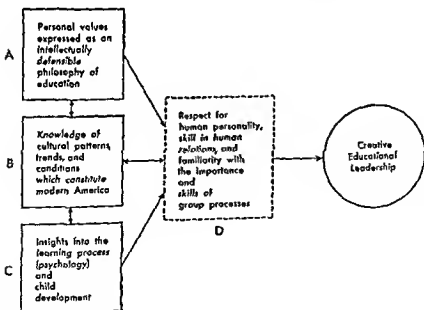 A
Personal values
expressed as an
intellectually
defensible
philosophy of
education
B
Knowledge of
cultural patterns,
trends, and
conditions
which constitute
modern America
C
Insights into the
learning process
(psychology)
and
child
development
Respect for
human personality,
skill in human
relations, and
familiarity with
the importance
and
skills of
group processes
D
Creative
Educational
Leadership